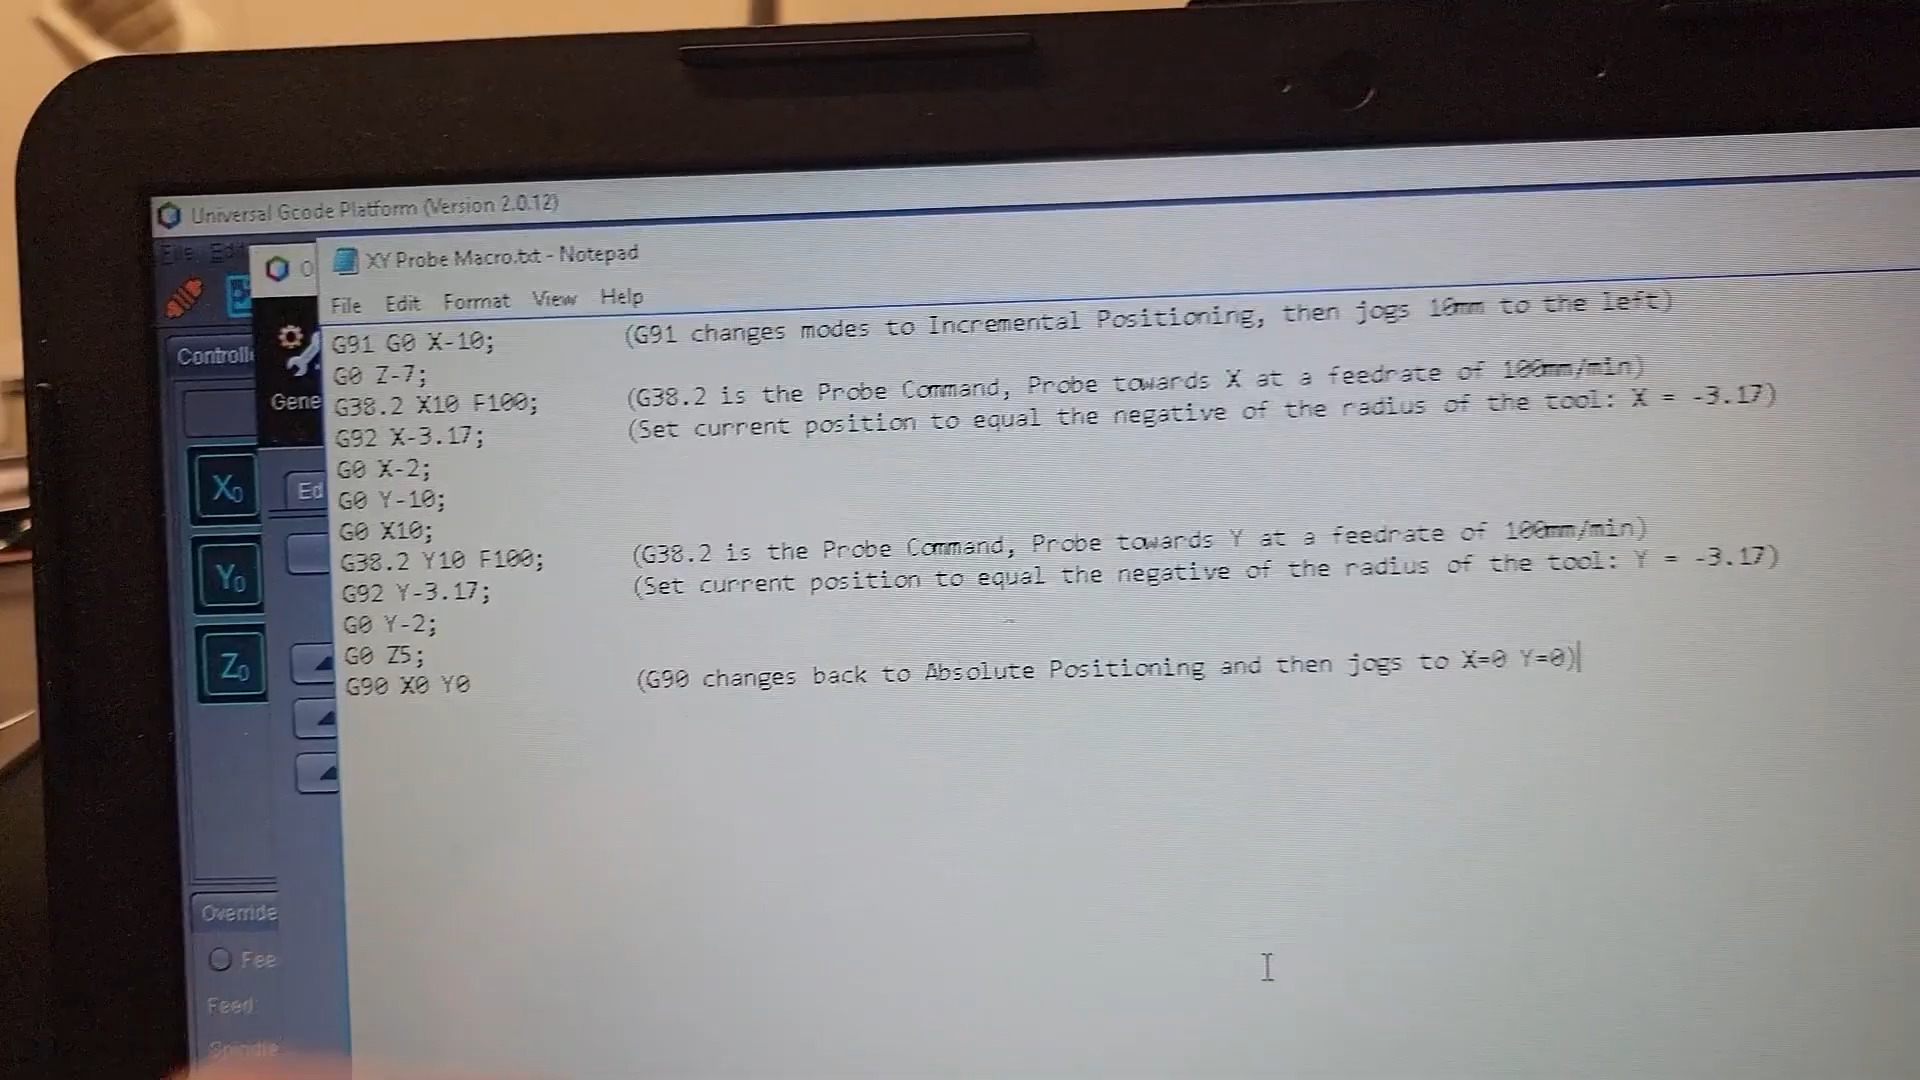 Universal Gcode Platform (Version 2.0.12)
File Edit
XY Probe Macro.txt - Notepad
File Edit Format View Help
G91 G0 X-10; (G91 changes modes to Incremental Positioning, then jogs 10mm to the left)
G0 Z-7;
G38.2 X10 F100; (G38.2 is the Probe Command, Probe towards X at a feedrate of 100mm/min)
G92 X-3.17; (Set current position to equal the negative of the radius of the tool: X = -3.17)
G0 X-2;
G0 Y-10;
G0 X10;
G38.2 Y10 F100; (G38.2 is the Probe Command, Probe towards Y at a feedrate of 100mm/min)
G92 Y-3.17; (Set current position to equal the negative of the radius of the tool: Y = -3.17)
G0 Y-2;
G0 Z5;
G90 X0 Y0 (G90 changes back to Absolute Positioning and then jogs to X=0 Y=0)
O
Controlle
Gene
Ed
X0
Y0
Z0
Override
Fee
Feed
Spindle